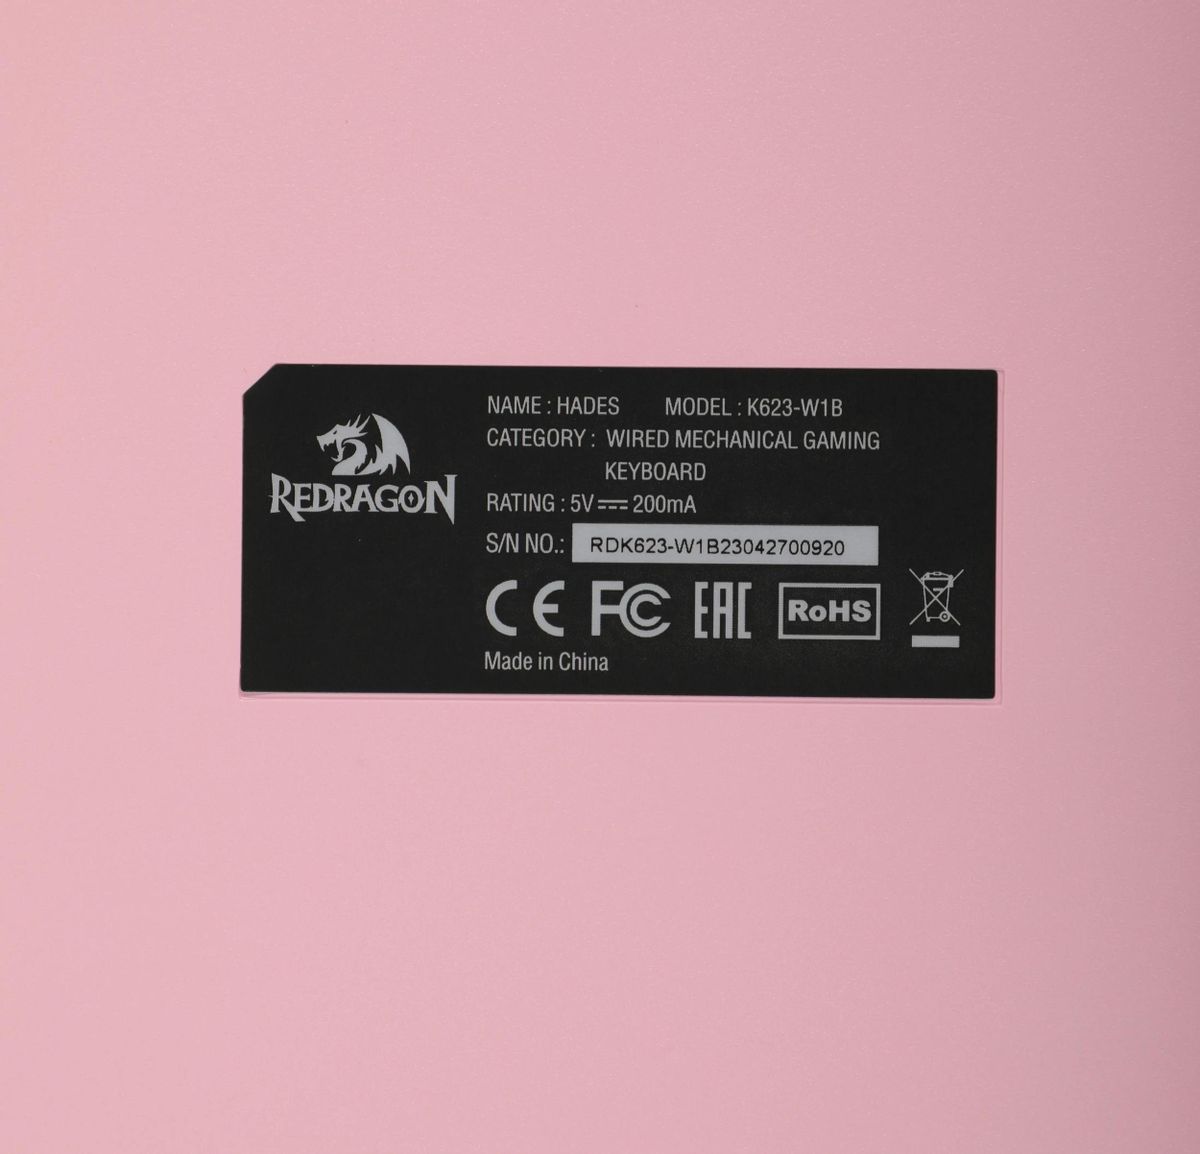 REDRAGON
NAME : HADES MODEL : K623-W1B
CATEGORY : WIRED MECHANICAL GAMING
KEYBOARD
RATING : 5V⎓200mA
S/N NO.: RDK623-W1B23042700920
CE FC EAC RoHS
Made in China